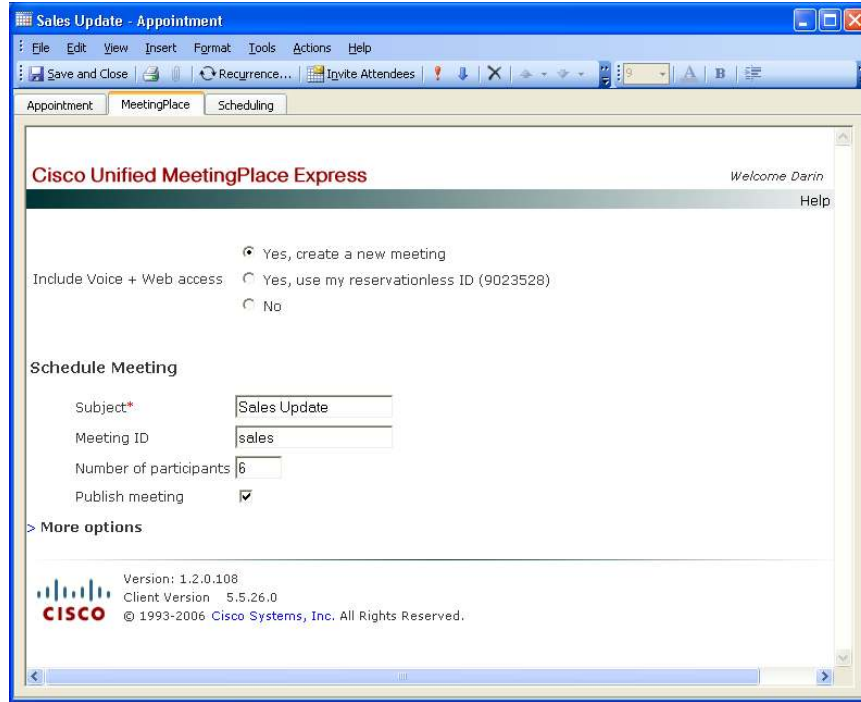 Sales Update - Appointment
File Edit View Insert Format Tools Actions Help
Save and Close Recurrence... Invite Attendees 9 A B
Appointment MeetingPlace Scheduling
Cisco Unified MeetingPlace Express Welcome Darin
Help
Yes, create a new meeting
Include Voice + Web access Yes, use my reservationless ID (9023528)
No
Schedule Meeting
Subject* Sales Update
Meeting ID sales
Number of participants 6
Publish meeting
> More options
Version: 1.2.0.108
Client Version 5.5.26.0
CISCO © 1993-2006 Cisco Systems, Inc. All Rights Reserved.